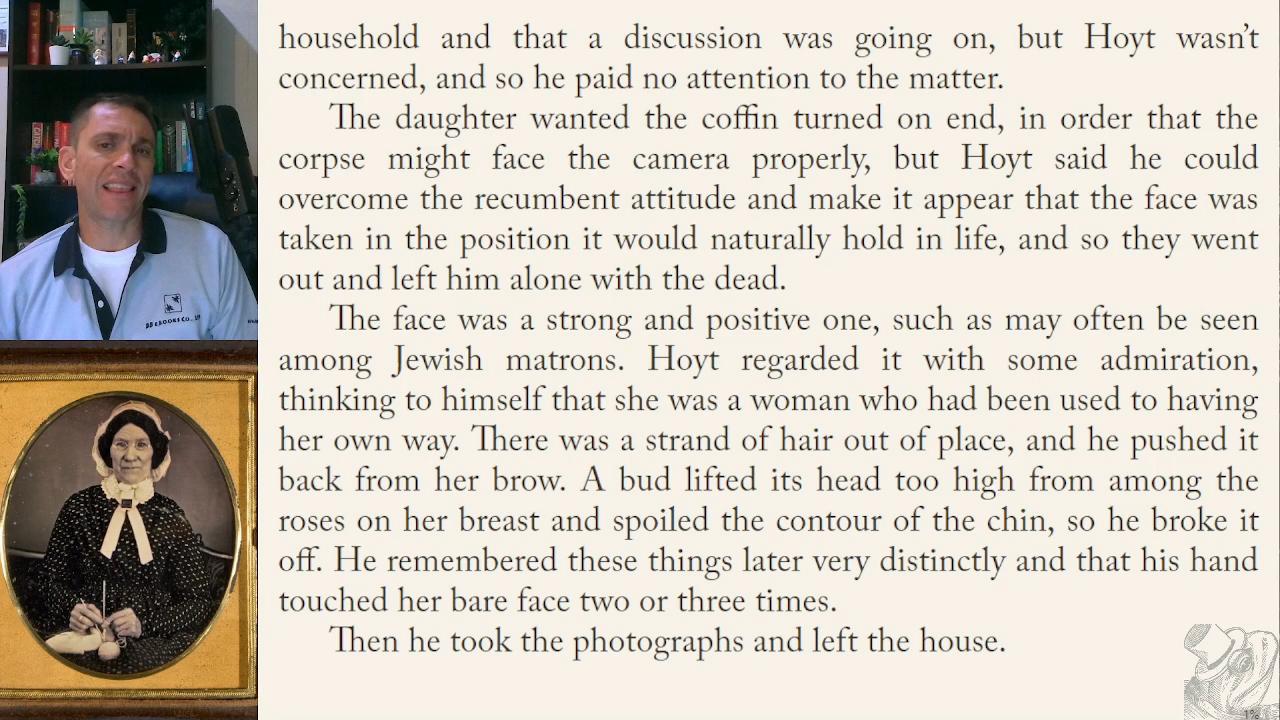 household and that a discussion was going on, but Hoyt wasn’t
concerned, and so he paid no attention to the matter.
The daughter wanted the coffin turned on end, in order that the
corpse might face the camera properly, but Hoyt said he could
overcome the recumbent attitude and make it appear that the face was
taken in the position it would naturally hold in life, and so they went
out and left him alone with the dead.
The face was a strong and positive one, such as may often be seen
among Jewish matrons. Hoyt regarded it with some admiration,
thinking to himself that she was a woman who had been used to having
her own way. There was a strand of hair out of place, and he pushed it
back from her brow. A bud lifted its head too high from among the
roses on her breast and spoiled the contour of the chin, so he broke it
off. He remembered these things later very distinctly and that his hand
touched her bare face two or three times.
Then he took the photographs and left the house.
1%